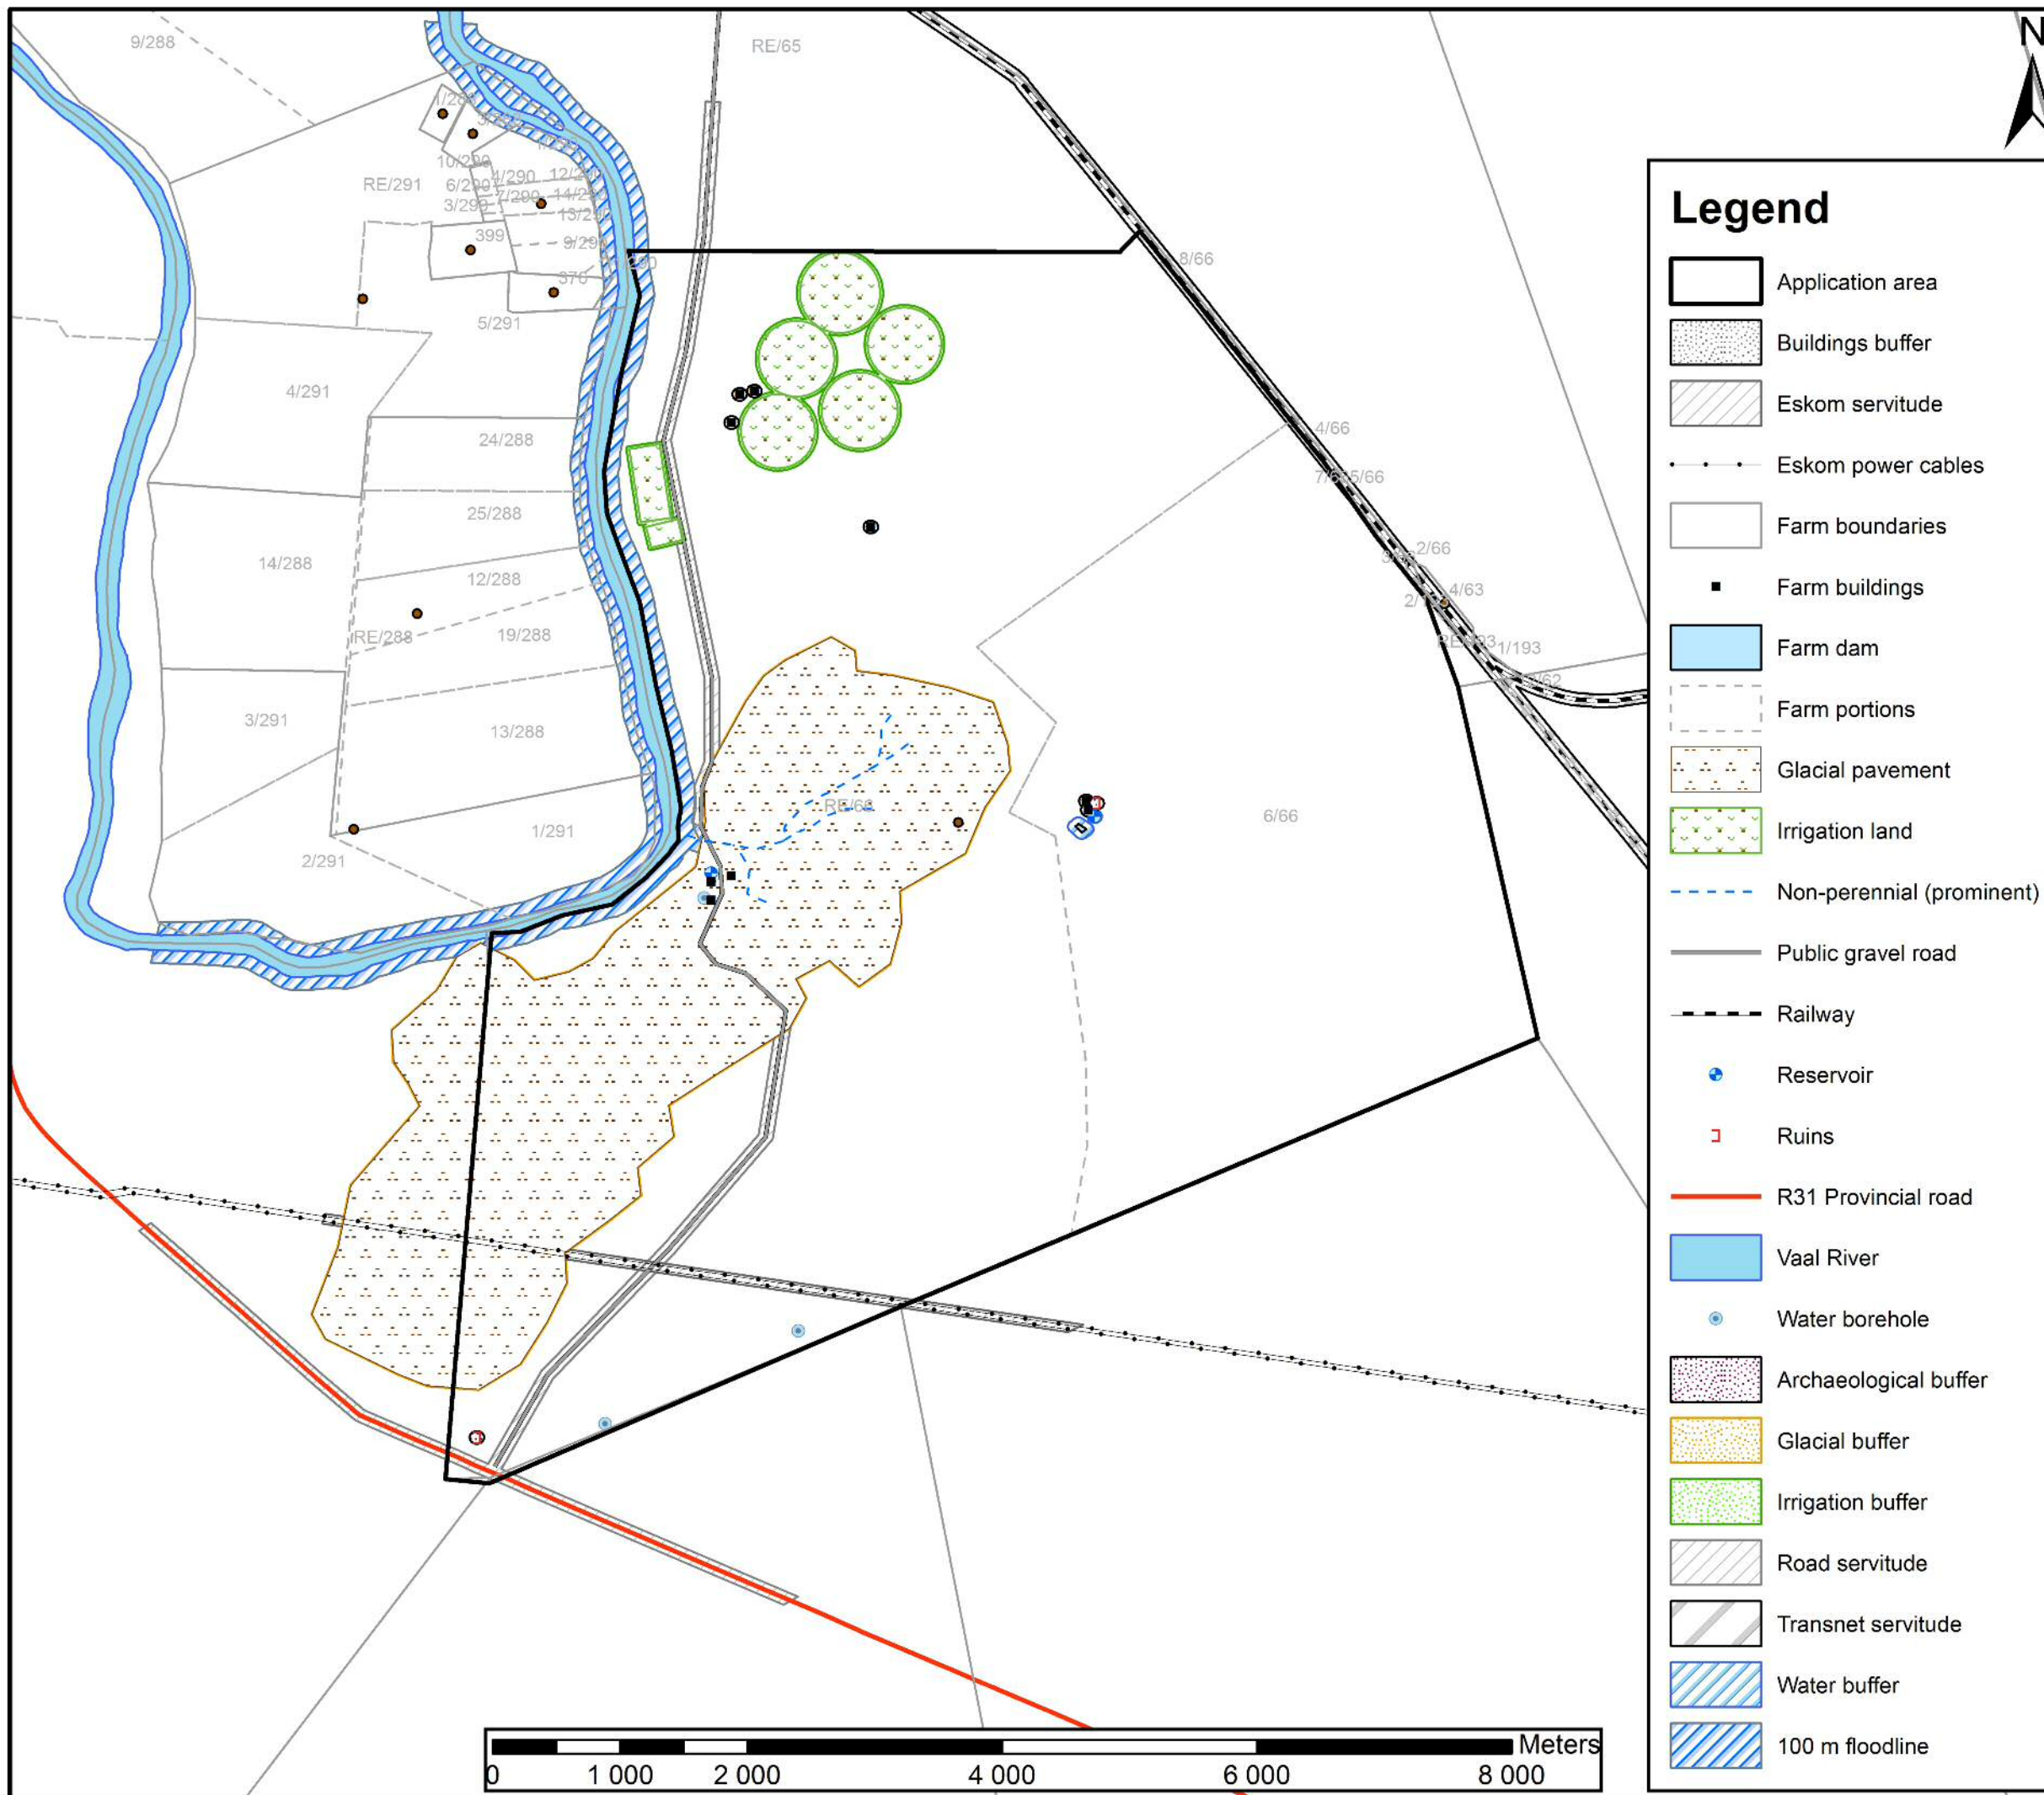 9/288
RE/65
N
10/290
RE/291
6/290
4/290
7/290
3/290
399
5/291
8/66
4/291
4/66
24/288
25/288
2/66
14/288
12/288
4/63
RE/288
19/288
1/193
3/291
13/288
RE/66
6/66
1/291
2/291
Legend
Application area
Buildings buffer
Eskom servitude
Eskom power cables
Farm boundaries
Farm buildings
Farm dam
Farm portions
Glacial pavement
Irrigation land
Non-perennial (prominent)
Public gravel road
Railway
Reservoir
Ruins
R31 Provincial road
Vaal River
Water borehole
Archaeological buffer
Glacial buffer
Irrigation buffer
Road servitude
Transnet servitude
Water buffer
100 m floodline
Meters
0 1 000 2 000 4 000 6 000 8 000